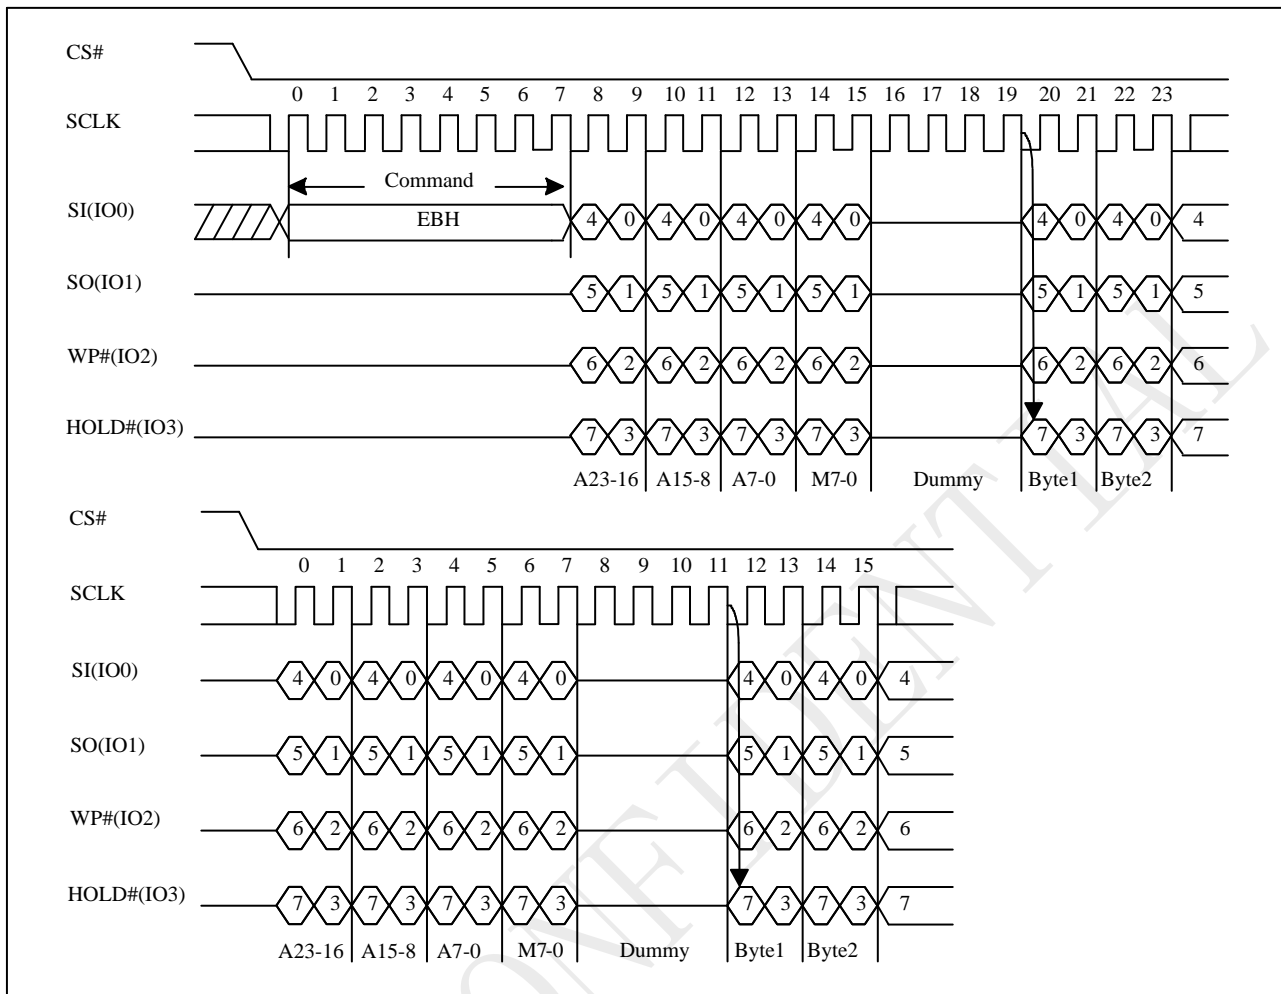 CS#
0 1 2 3 4 5 6 7 8 9 10 11 12 13 14 15 16 17 18 19 20 21 22 23
SCLK
Command
SI(IO0) EBH 4 0 4 0 4 0 4 0 4 0 4 0 4
SO(IO1) 5 1 5 1 5 1 5 1 5 1 5 1 5
WP#(IO2) 6 2 6 2 6 2 6 2 6 2 6 2 6
HOLD#(IO3) 7 3 7 3 7 3 7 3 7 3 7 3 7
A23-16 A15-8 A7-0 M7-0 Dummy Byte1 Byte2
CS#
0 1 2 3 4 5 6 7 8 9 10 11 12 13 14 15
SCLK
SI(IO0) 4 0 4 0 4 0 4 0 4 0 4 0 4
SO(IO1) 5 1 5 1 5 1 5 1 5 1 5 1 5
WP#(IO2) 6 2 6 2 6 2 6 2 6 2 6 2 6
HOLD#(IO3) 7 3 7 3 7 3 7 3 7 3 7 3 7
A23-16 A15-8 A7-0 M7-0 Dummy Byte1 Byte2
ONFIDENTIAL